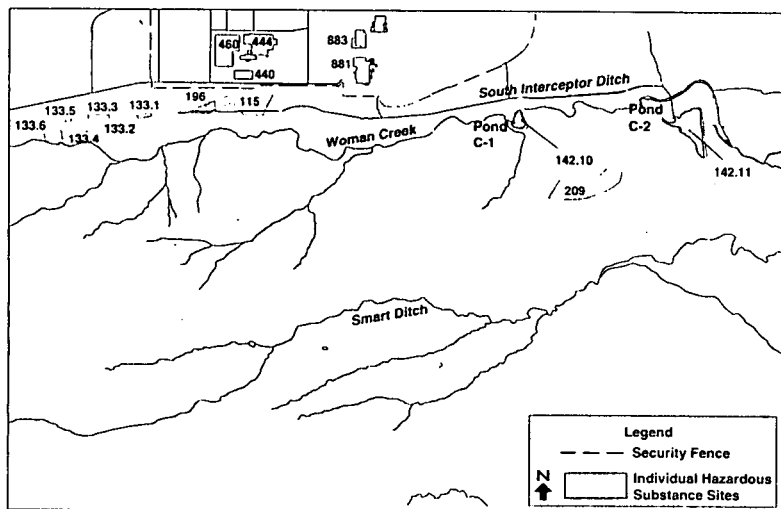 460
444
440
883
881
133.6
133.5
133.4
133.3
133.2
133.1
196
115
South Interceptor Ditch
Woman Creek
Pond
C-1
Pond
C-2
142.10
142.11
209
Smart Ditch
Legend
Security Fence
N
Individual Hazardous
Substance Sites